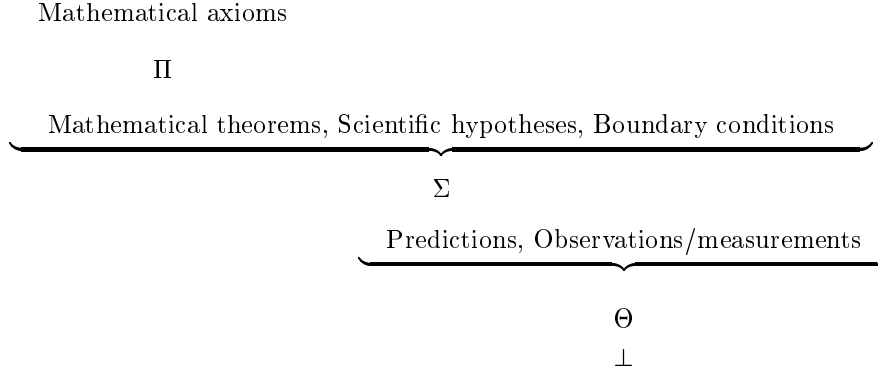 Mathematical axioms
Π
Mathematical theorems, Scientific hypotheses, Boundary conditions
Σ
Predictions, Observations/measurements
Θ
⊥